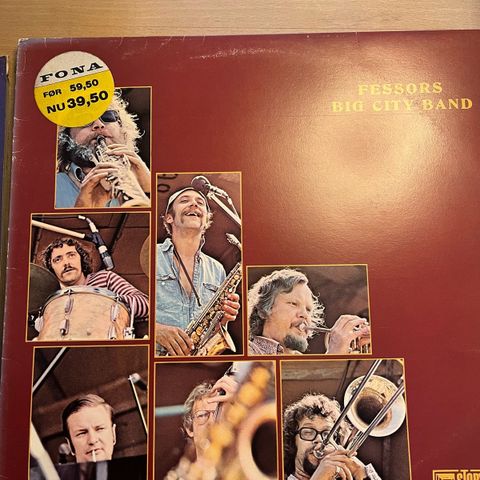 FONA
FØR 59,50
NU 39,50
FESSORS
BIG CITY BAND